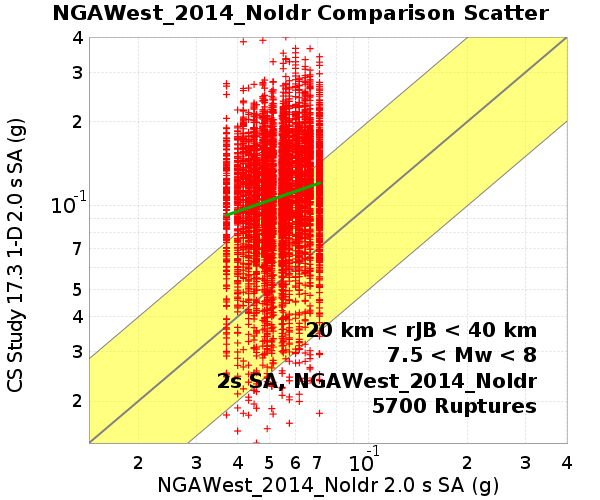 NGAWest_2014_NoIdr Comparison Scatter
CS Study 17.3 1-D 2.0 s SA (g)
4
3
2
10-1
7
5
4
3
2
20 km < rJB < 40 km
7.5 < Mw < 8
2s SA, NGAWest_2014_NoIdr
5700 Ruptures
2 3 4 5 6 7 10-1 2 3 4
NGAWest_2014_NoIdr 2.0 s SA (g)